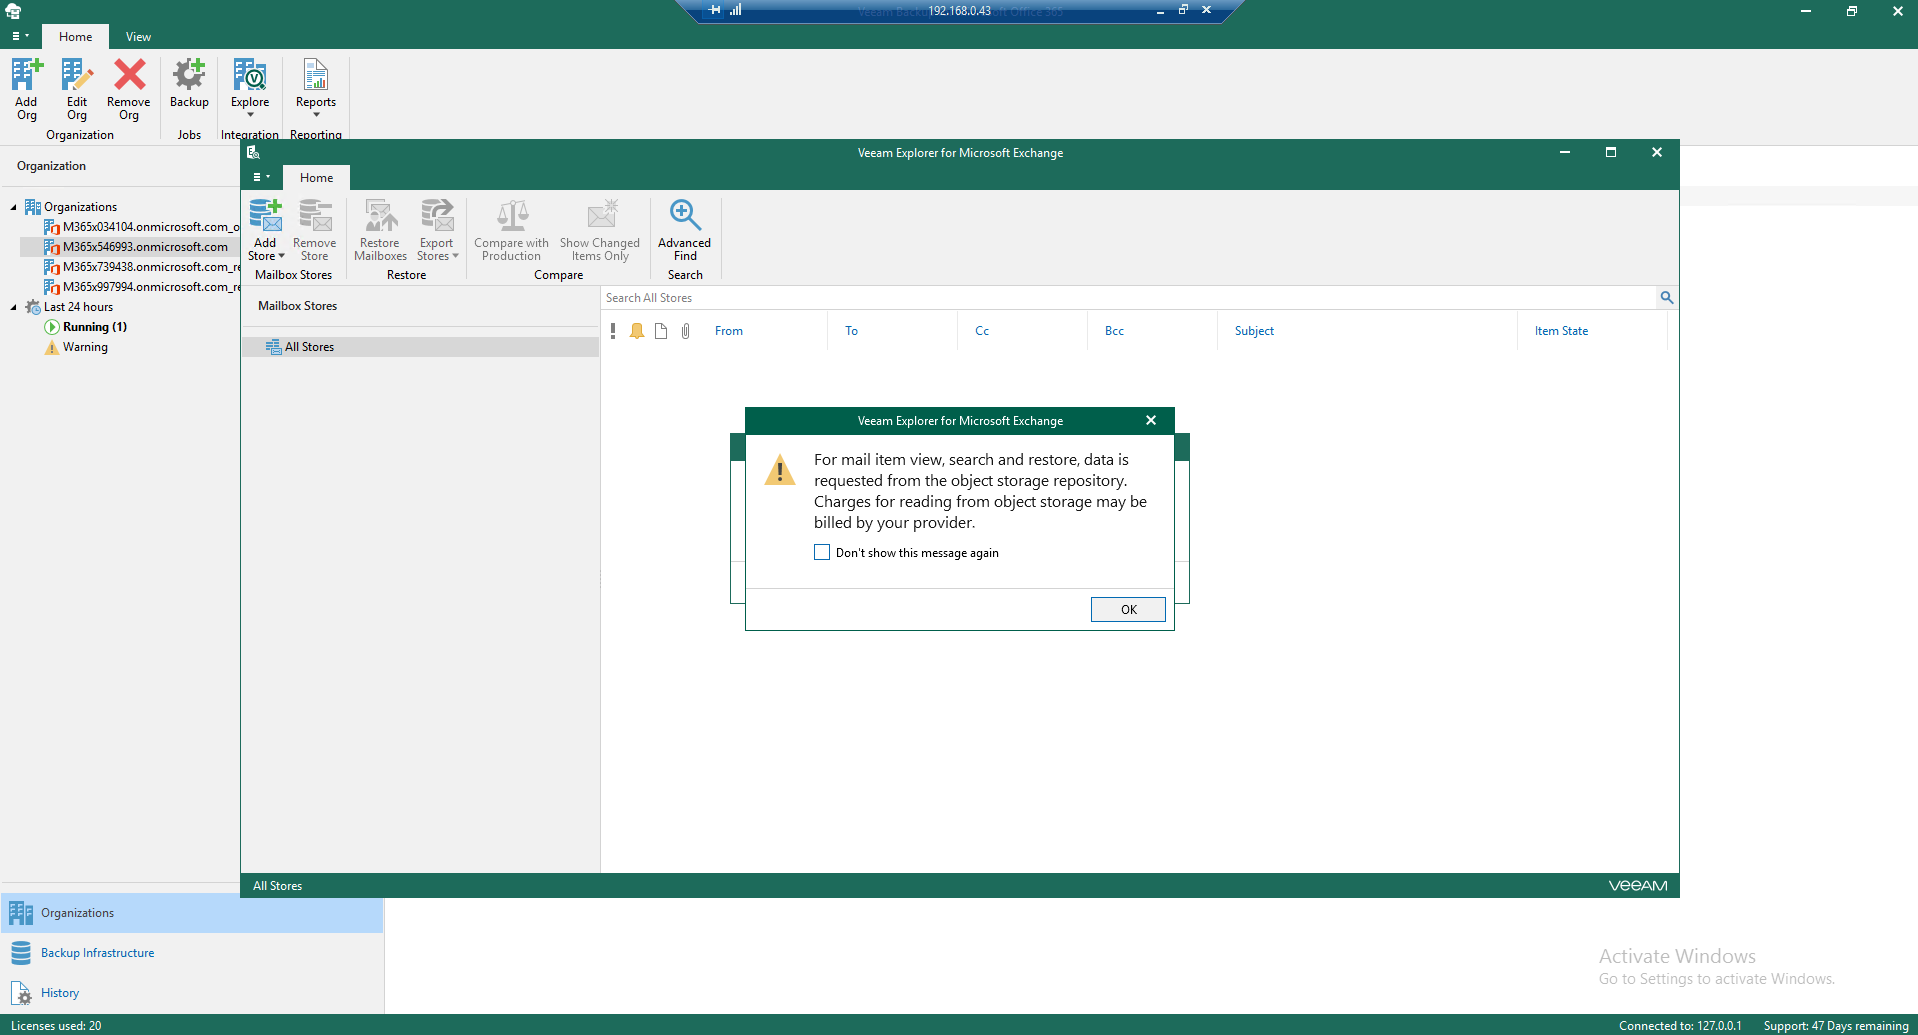 Veeam Backup
192.168.0.43
oft Office 365
Home
View
Add
Org
Edit
Org
Remove
Org
Backup
Explore
Reports
Organization
Jobs
Integration
Reporting
Organization
Organizations
M365x034104.onmicrosoft.com_o
M365x546993.onmicrosoft.com
M365x739438.onmicrosoft.com_re
M365x997994.onmicrosoft.com_re
Last 24 hours
Running (1)
Warning
Veeam Explorer for Microsoft Exchange
Home
Add
Store
Remove
Store
Restore
Mailboxes
Export
Stores
Compare with
Production
Show Changed
Items Only
Advanced
Find
Mailbox Stores
Restore
Compare
Search
Mailbox Stores
All Stores
Search All Stores
From
To
Cc
Bcc
Subject
Item State
Veeam Explorer for Microsoft Exchange
For mail item view, search and restore, data is
requested from the object storage repository.
Charges for reading from object storage may be
billed by your provider.
Don't show this message again
OK
All Stores
veeam
Organizations
Backup Infrastructure
History
Activate Windows
Go to Settings to activate Windows.
Licenses used: 20
Connected to: 127.0.0.1
Support: 47 Days remaining